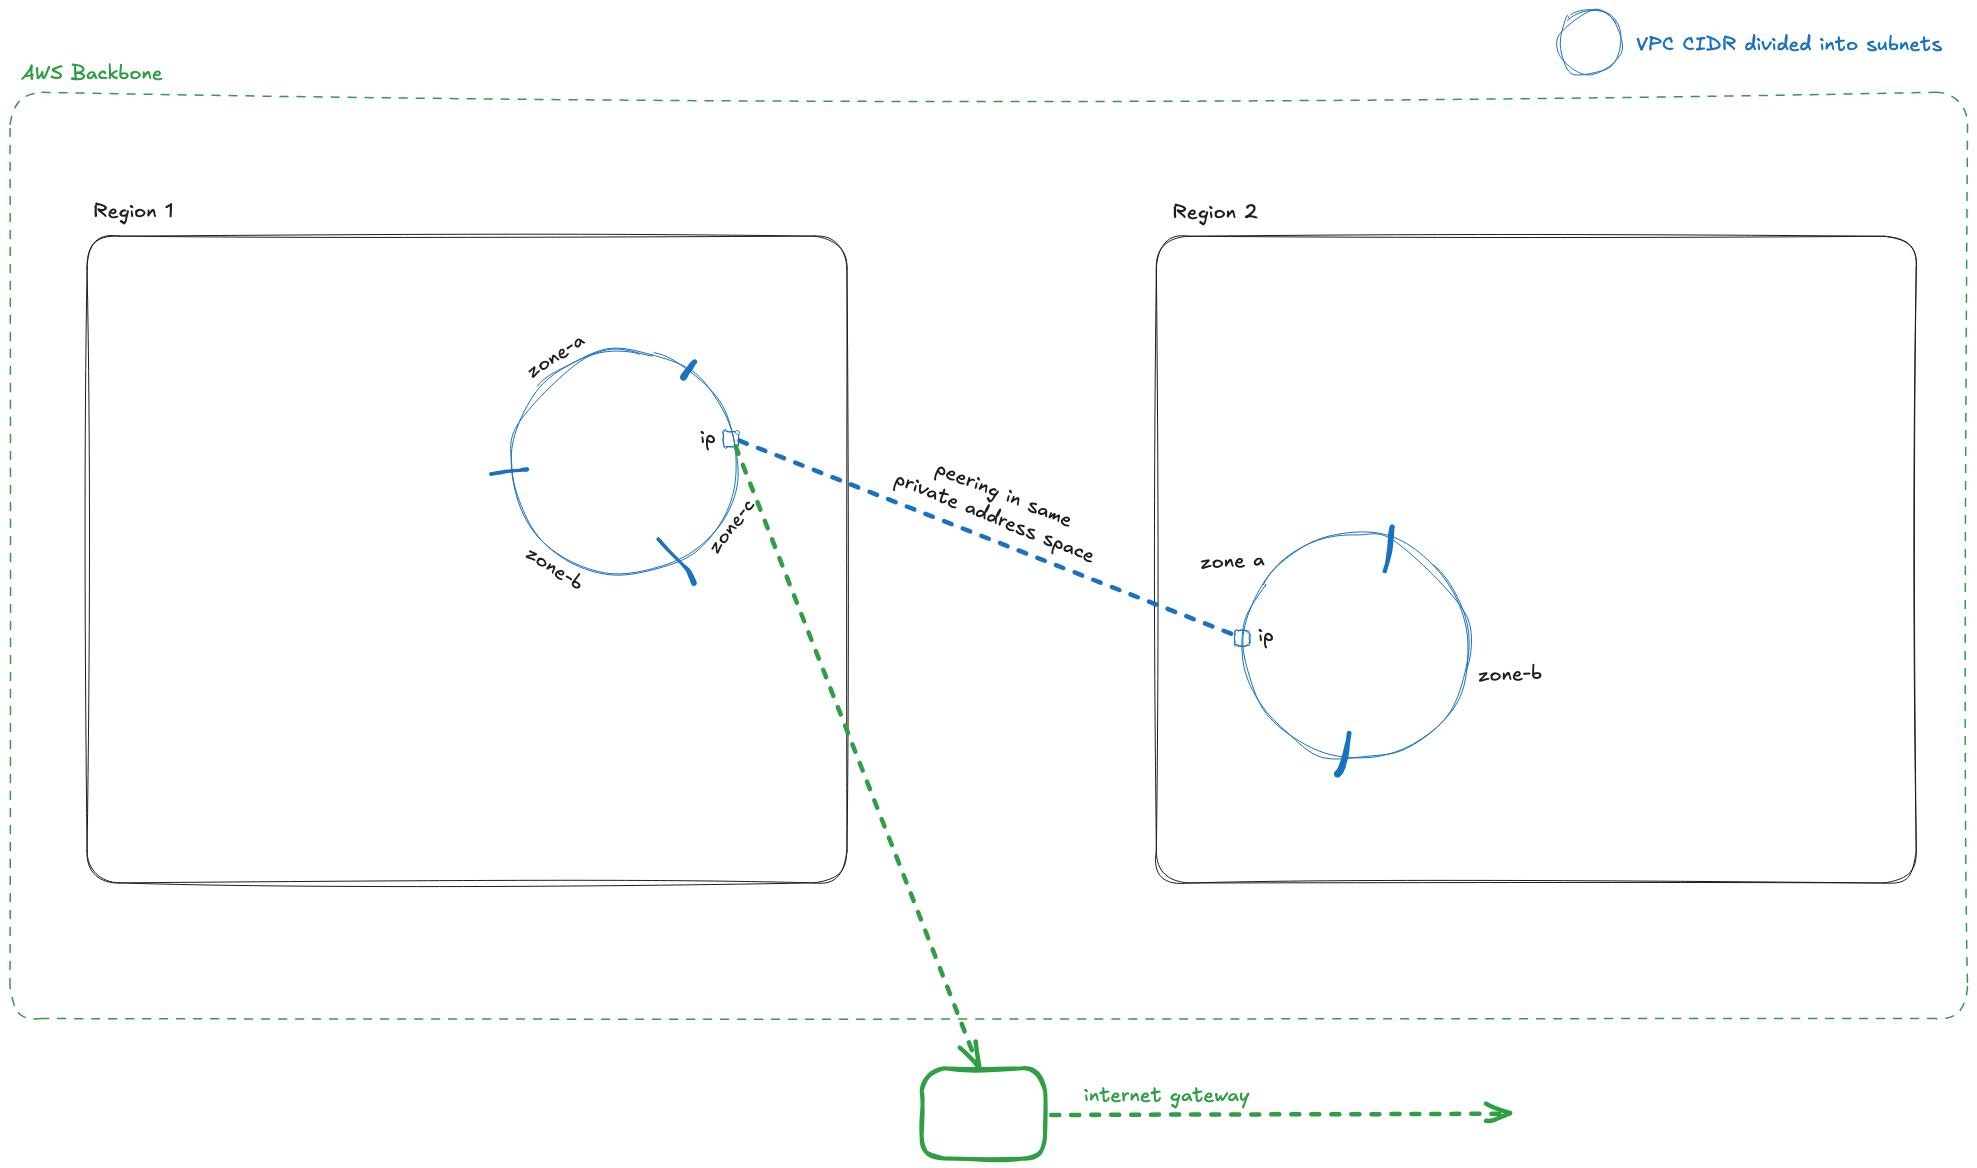 VPC CIDR divided into subnets
AWS Backbone
Region 1
Region 2
zone-a
ip
peering in same
private address space
zone-c
zone-b
zone a
ip
zone-b
internet gateway